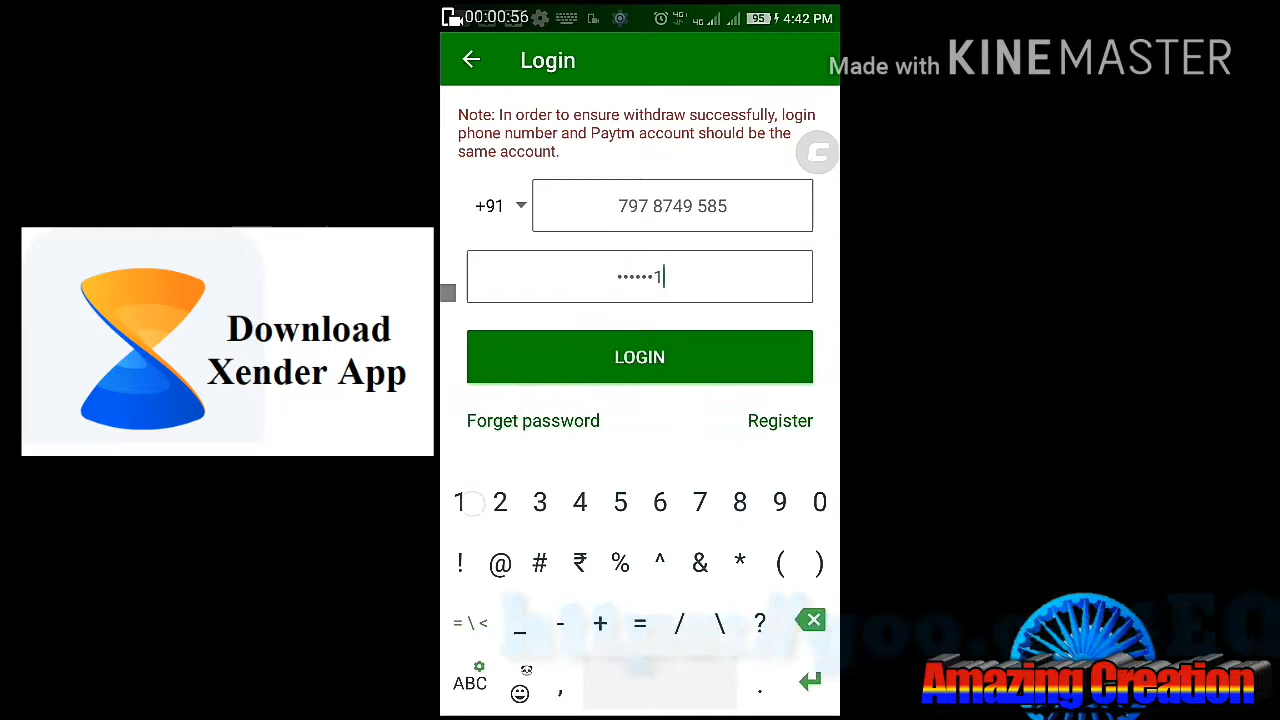 00:00:56
4G
4G
95
4:42 PM
Login
Made with KINEMASTER
Note: In order to ensure withdraw successfully, login
phone number and Paytm account should be the
same account.
+91
797 8749 585
••••••1
LOGIN
Forget password
Register
Download
Xender App
1 2 3 4 5 6 7 8 9 0
! @ # ₹ % ^ & * ( )
= \ < _ - + = / \ ? 
ABC , .
Amazing Creation